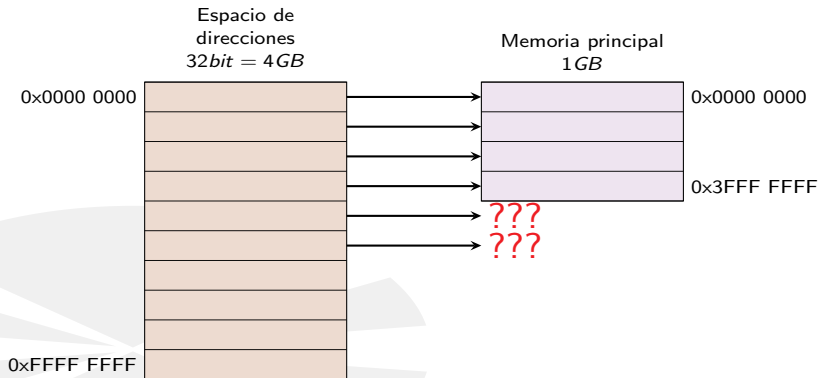 Espacio de
direcciones
32bit = 4GB
Memoria principal
1GB
0x0000 0000
0x0000 0000
0x3FFF FFFF
???
???
0xFFFF FFFF